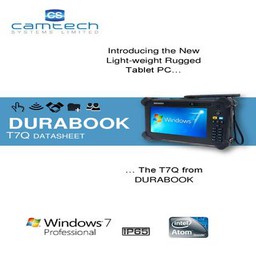 CS
camtech
SYSTEMS LIMITED
Introducing the New
Light-weight Rugged
Tablet PC...
DURABOOK
T7Q DATASHEET
Windows 7
... The T7Q from
DURABOOK
Windows 7
Professional
IP65
intel
Atom